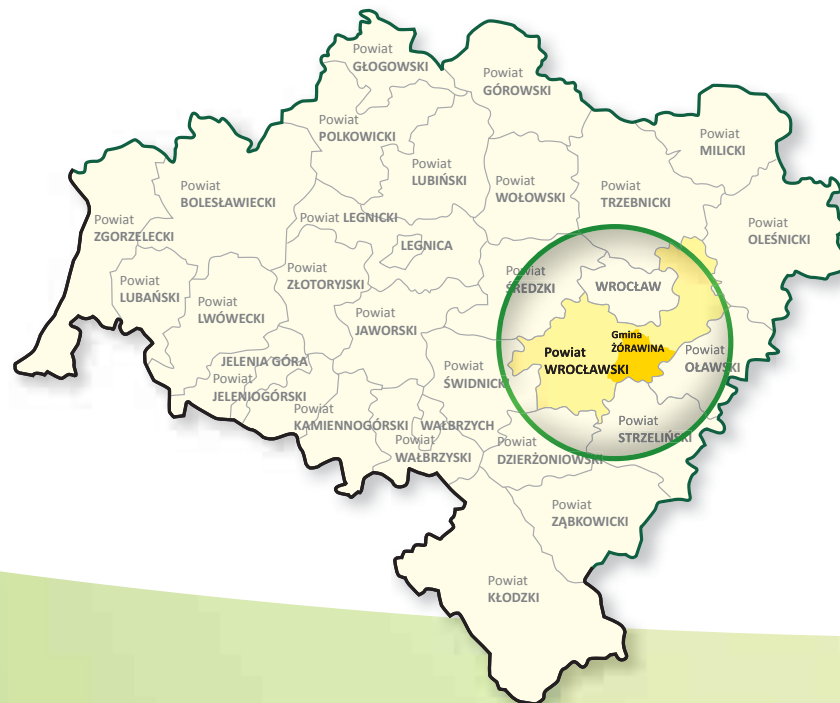 Powiat
GŁOGOWSKI
Powiat
GÓROWSKI
Powiat
POLKOWICKI
Powiat
MILICKI
Powiat
LUBIŃSKI
Powiat
WOŁOWSKI
Powiat
TRZEBNICKI
Powiat
BOLESŁAWIECKI
Powiat LEGNICKI
Powiat
ZGORZELECKI
Powiat
OLEŚNICKI
LEGNICA
Powiat
ZŁOTORYJSKI
Powiat
ŚREDZKI
WROCŁAW
Powiat
LUBAŃSKI
Powiat
LWÓWECKI
Powiat
JAWORSKI
Gmina
ŻÓRAWINA
Powiat
WROCŁAWSKI
Powiat
OŁAWSKI
JELENIA GÓRA
Powiat
JELENIOGÓRSKI
Powiat
ŚWIDNICKI
Powiat
KAMIENNOGÓRSKI
WAŁBRZYCH
Powiat
WAŁBRZYSKI
Powiat
DZIERŻONIOWSKI
Powiat
STRZELIŃSKI
Powiat
ZĄBKOWICKI
Powiat
KŁODZKI